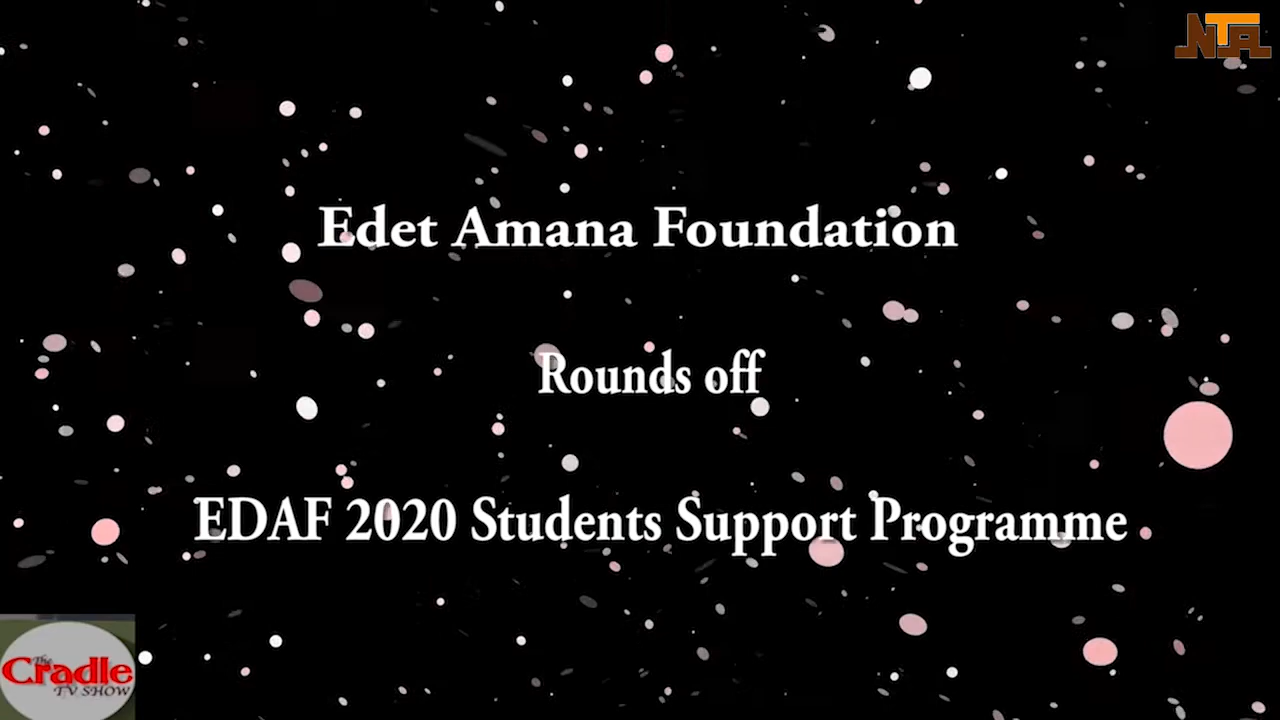 NTA
Edet Amana Foundation
Rounds off
EDAF 2020 Students Support Programme
The
Cradle
TV SHOW